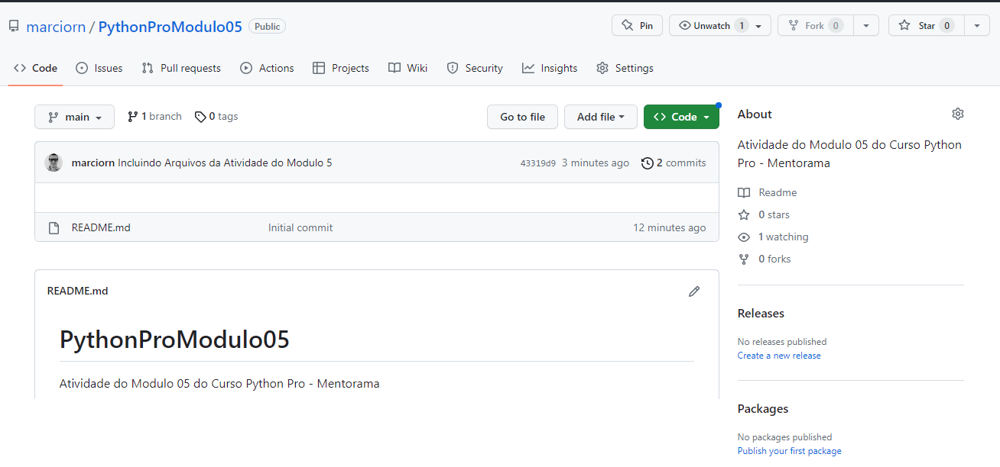 marciorn / PythonProModulo05 Public
Pin
Unwatch 1
Fork 0
Star 0
Code
Issues
Pull requests
Actions
Projects
Wiki
Security
Insights
Settings
main
1 branch
0 tags
Go to file
Add file
Code
marciorn Incluindo Arquivos da Atividade do Modulo 5 43319d9 3 minutes ago 2 commits
README.md Initial commit 12 minutes ago
README.md
PythonProModulo05
Atividade do Modulo 05 do Curso Python Pro - Mentorama
About
Atividade do Modulo 05 do Curso Python
Pro - Mentorama
Readme
0 stars
1 watching
0 forks
Releases
No releases published
Create a new release
Packages
No packages published
Publish your first package